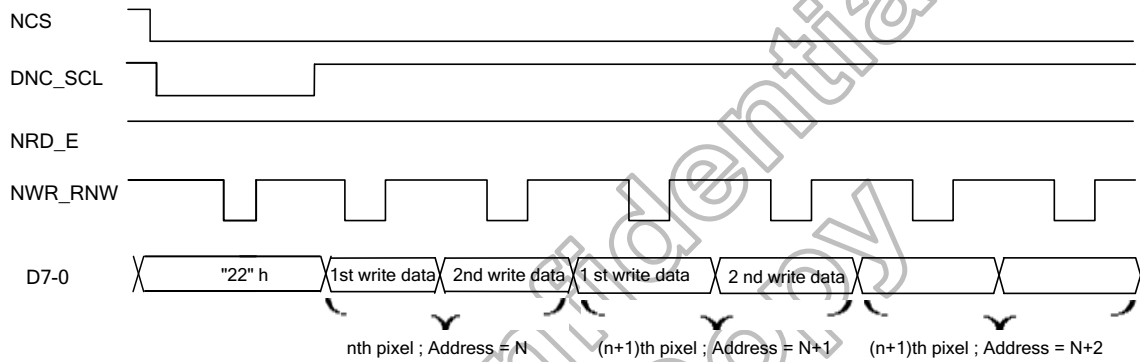 NCS
DNC_SCL
NRD_E
NWR_RNW
D7-0 "22" h 1st write data 2nd write data 1 st write data 2 nd write data
nth pixel ; Address = N (n+1)th pixel ; Address = N+1 (n+1)th pixel ; Address = N+2